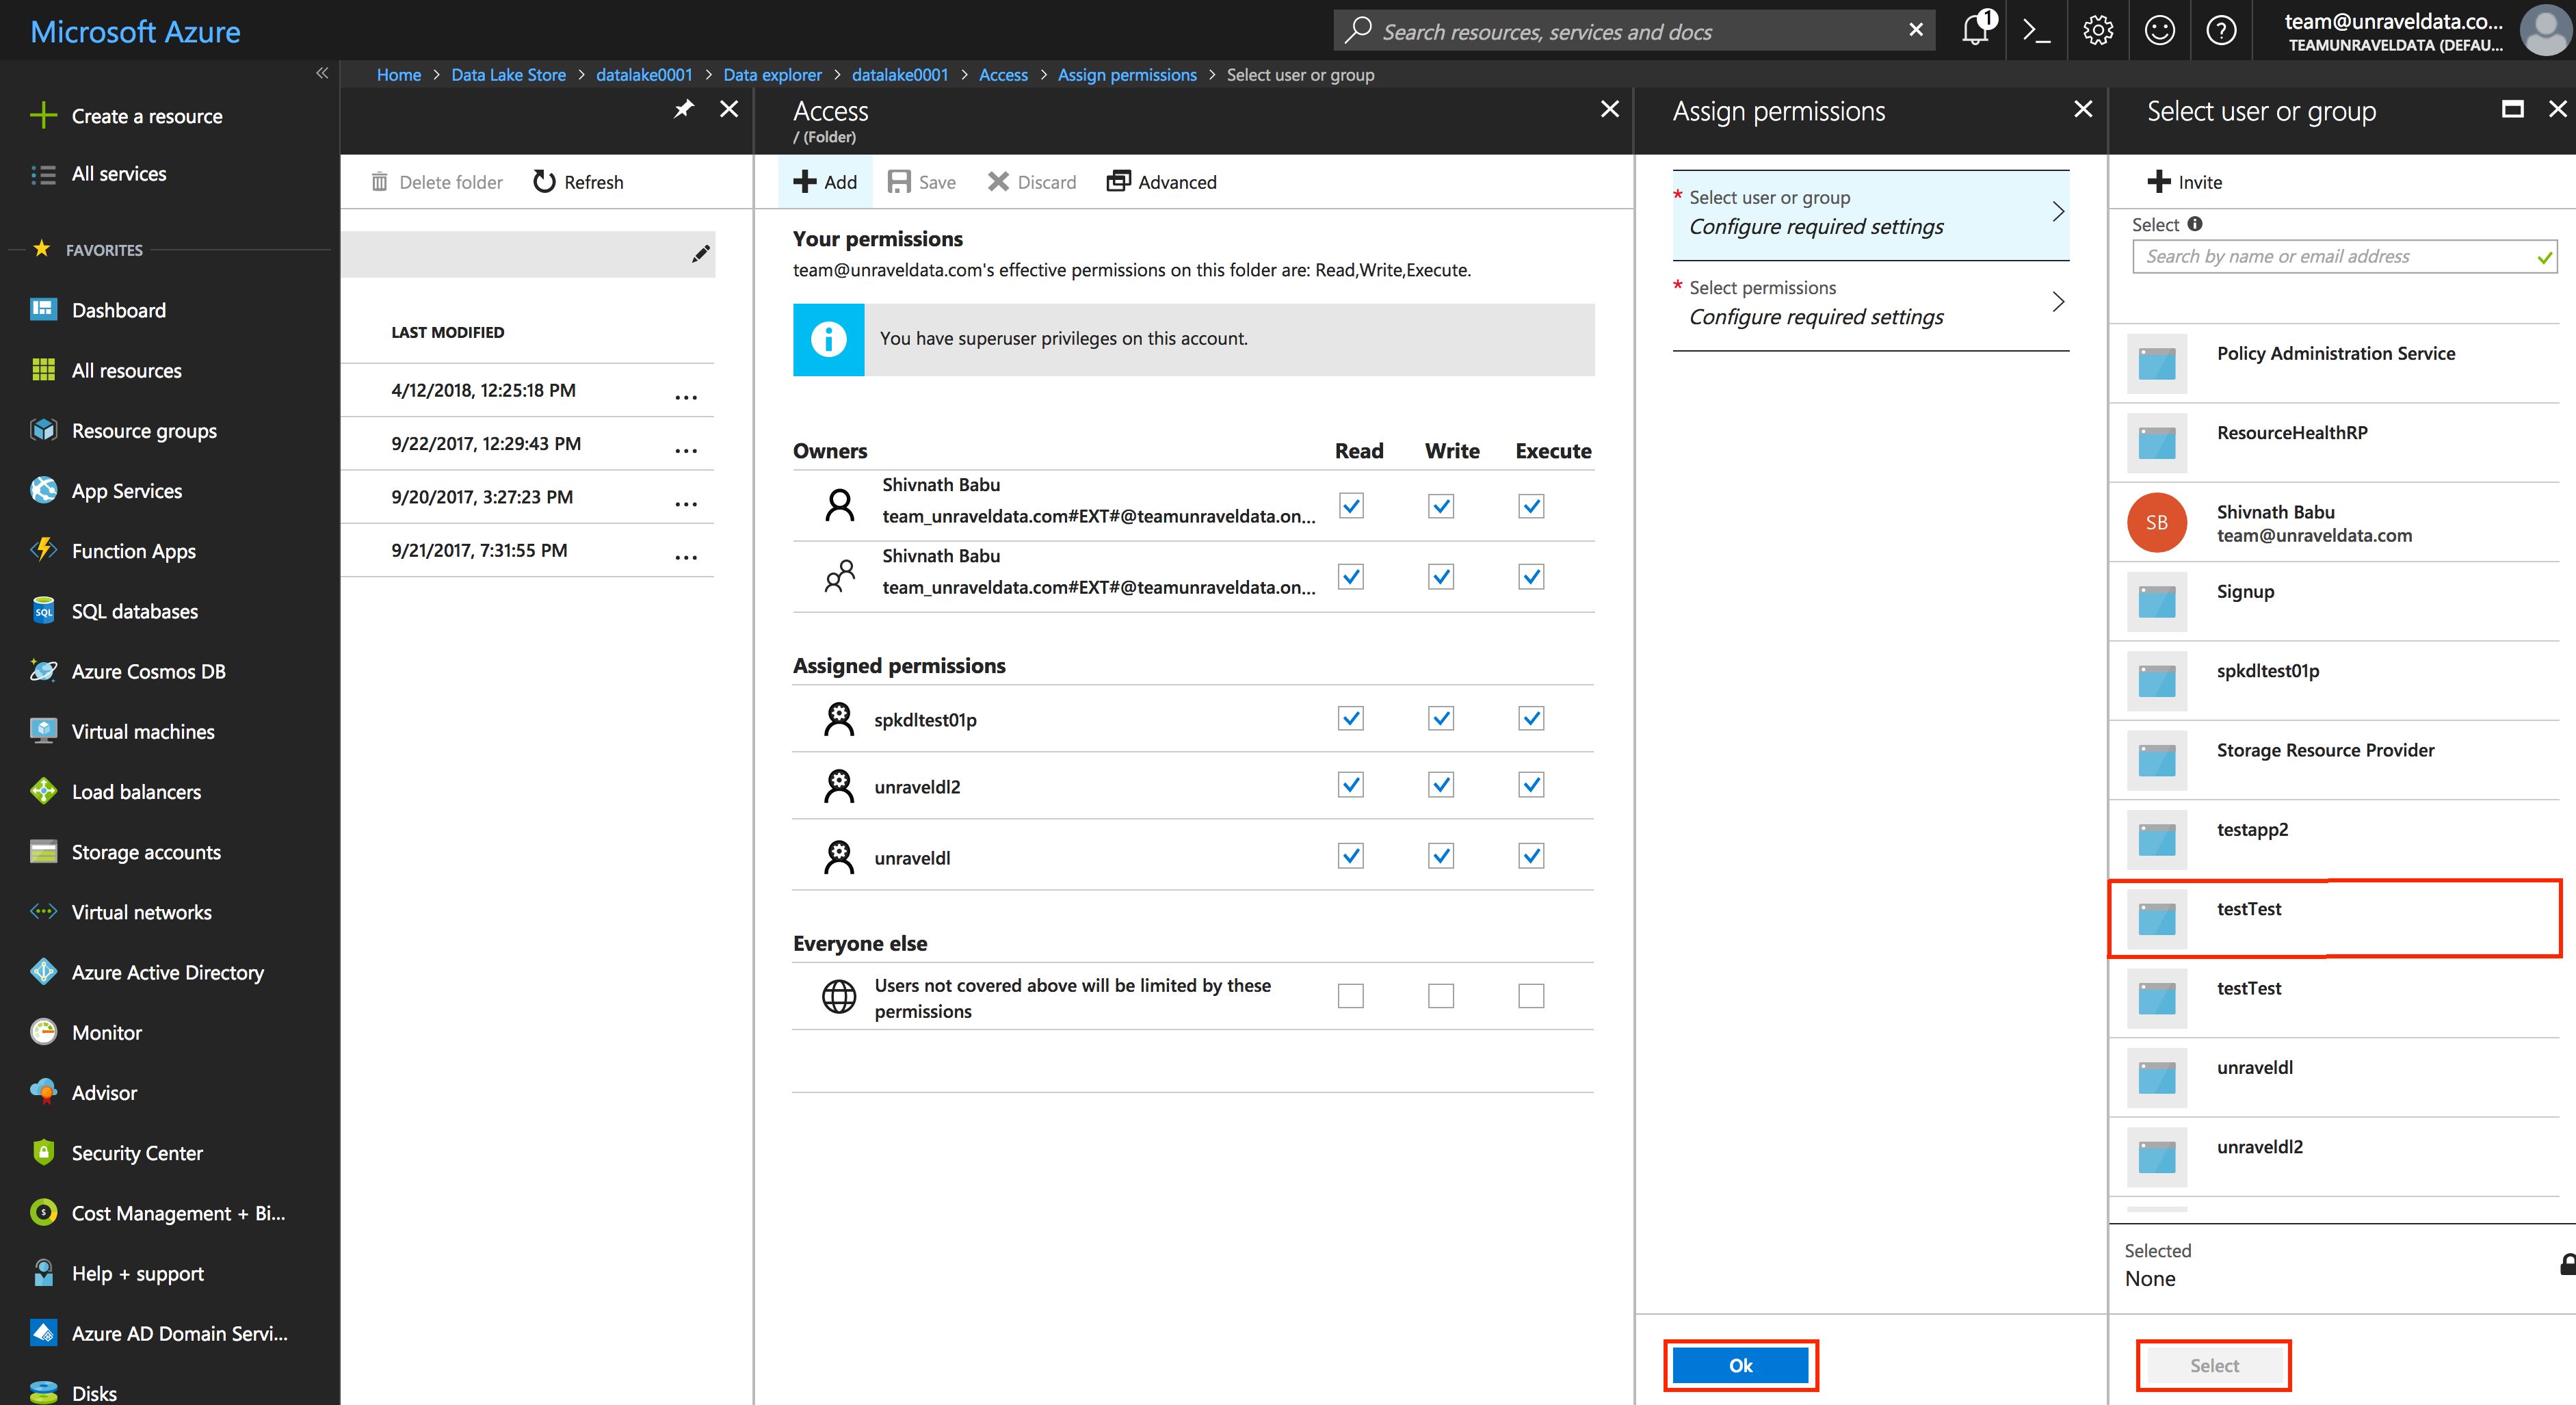 Microsoft Azure
Search resources, services and docs
1
team@unraveldata.co...
TEAMUNRAVELDATA (DEFAU...
Home > Data Lake Store > datalake0001 > Data explorer > datalake0001 > Access > Assign permissions > Select user or group
Create a resource
All services
FAVORITES
Dashboard
All resources
Resource groups
App Services
Function Apps
SQL
SQL databases
Azure Cosmos DB
Virtual machines
Load balancers
Storage accounts
Virtual networks
Azure Active Directory
Monitor
Advisor
Security Center
Cost Management + Bi...
Help + support
Azure AD Domain Servi...
Disks
Delete folder
Refresh
LAST MODIFIED
4/12/2018, 12:25:18 PM ...
9/22/2017, 12:29:43 PM ...
9/20/2017, 3:27:23 PM ...
9/21/2017, 7:31:55 PM ...
Access
/ (Folder)
Add Save Discard Advanced
Your permissions
team@unraveldata.com's effective permissions on this folder are: Read,Write,Execute.
You have superuser privileges on this account.
Owners Read Write Execute
Shivnath Babu
team_unraveldata.com#EXT#@teamunraveldata.on...
Shivnath Babu
team_unraveldata.com#EXT#@teamunraveldata.on...
Assigned permissions
spkdltest01p
unraveldl2
unraveldl
Everyone else
Users not covered above will be limited by these
permissions
Assign permissions
* Select user or group
Configure required settings
* Select permissions
Configure required settings
Ok
Select user or group
Invite
Select
Search by name or email address
Policy Administration Service
ResourceHealthRP
SB
Shivnath Babu
team@unraveldata.com
Signup
spkdltest01p
Storage Resource Provider
testapp2
testTest
testTest
unraveldl
unraveldl2
Selected
None
Select